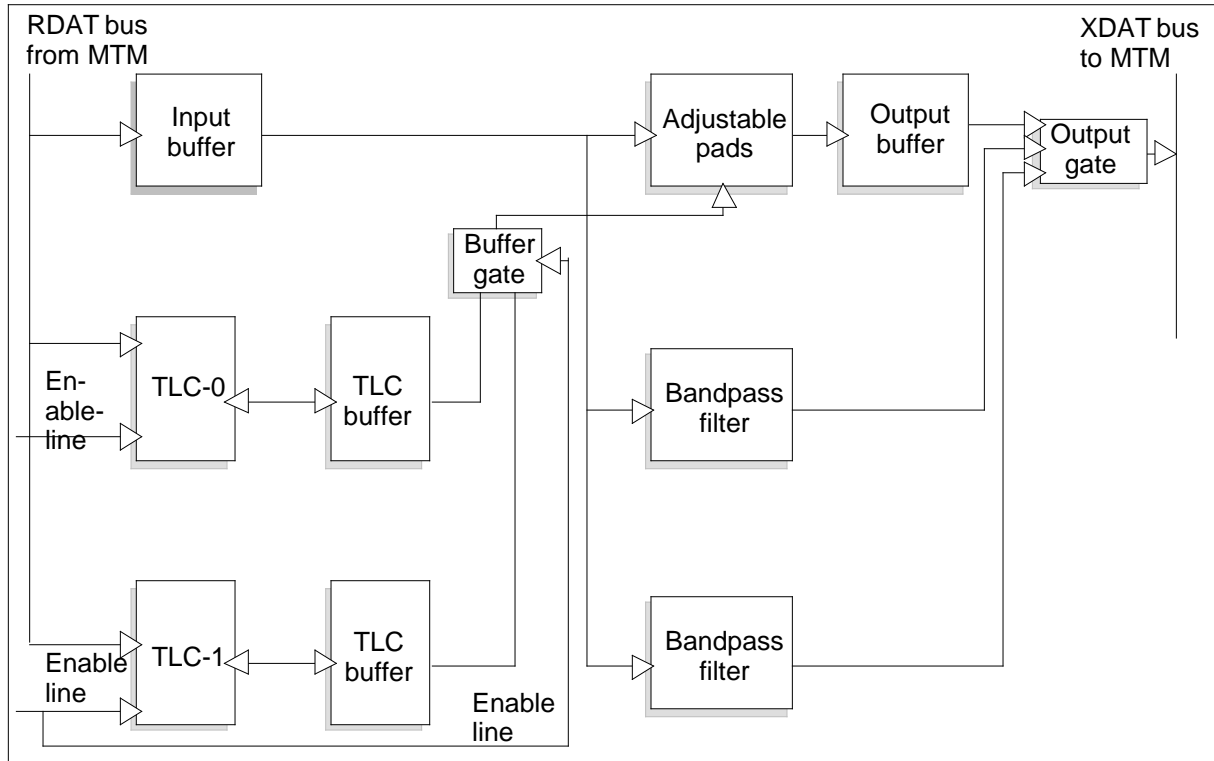 RDAT bus
from MTM
XDAT bus
to MTM
Input
buffer
Adjustable
pads
Output
buffer
Output
gate
Buffer
gate
En-
able-
line
TLC-0
TLC
buffer
Bandpass
filter
Enable
line
TLC-1
TLC
buffer
Enable
line
Bandpass
filter